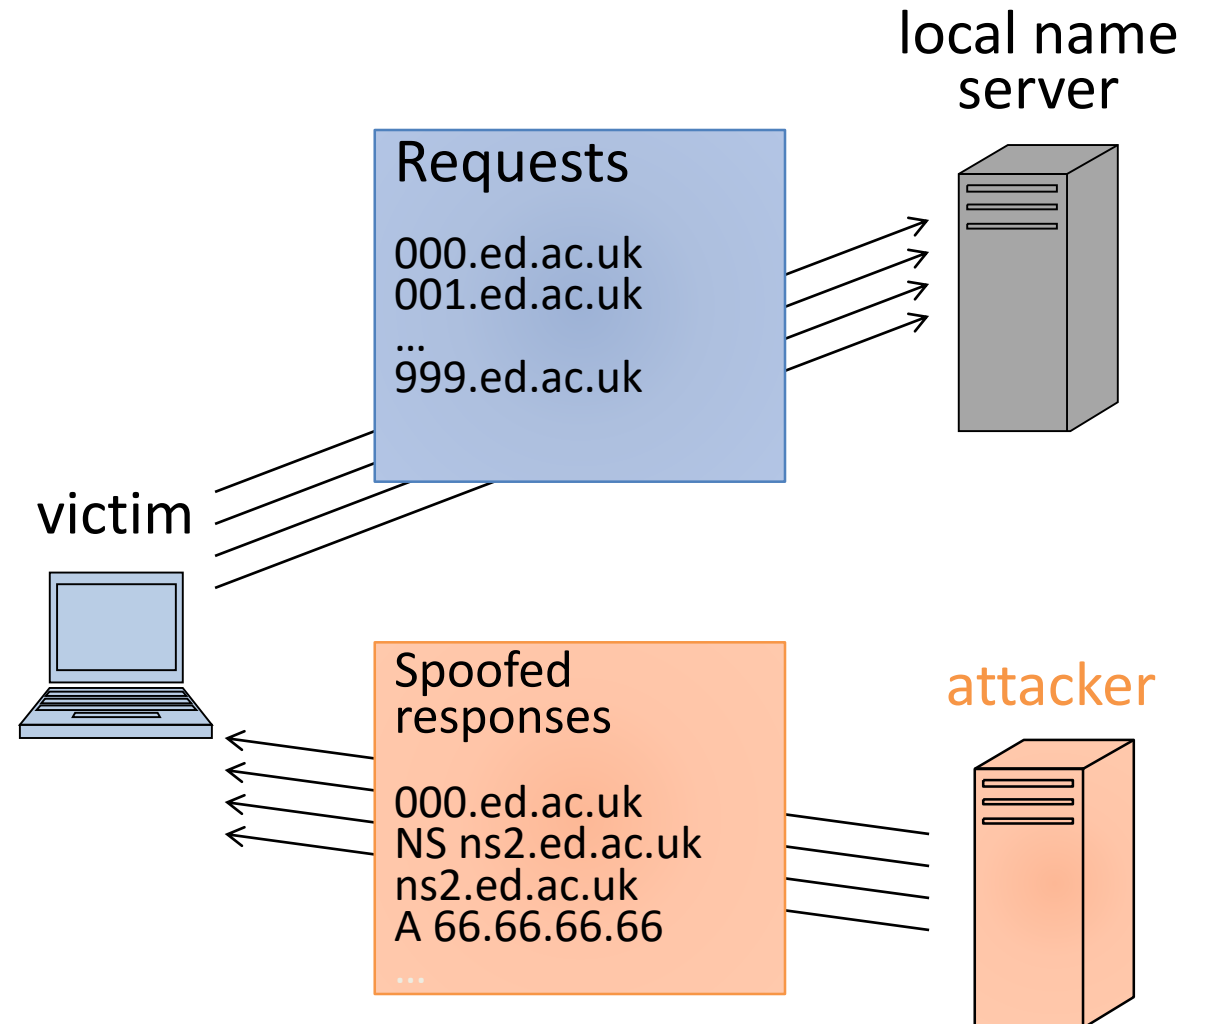 local name
server
Requests
000.ed.ac.uk
001.ed.ac.uk
...
999.ed.ac.uk
victim
Spoofed
responses
attacker
000.ed.ac.uk
NS ns2.ed.ac.uk
ns2.ed.ac.uk
A 66.66.66.66
...